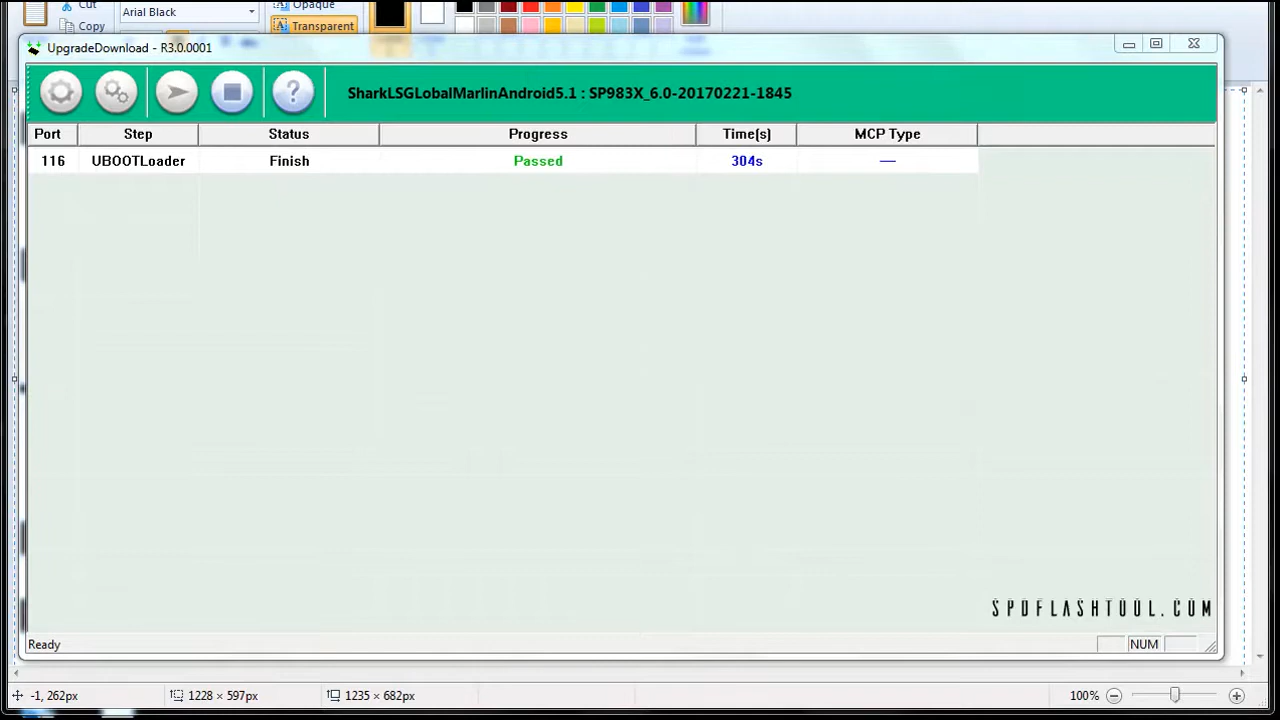 Cut
Arial Black
Opaque
Copy
Transparent
UpgradeDownload - R3.0.0001
?
SharkLSGLobalMarlinAndroid5.1 : SP983X_6.0-20170221-1845
Port Step Status Progress Time(s) MCP Type
116 UBOOTLoader Finish Passed 304s —
SPDFLASHTOOL.COM
Ready
NUM
-1, 262px 1228 × 597px 1235 × 682px 100%